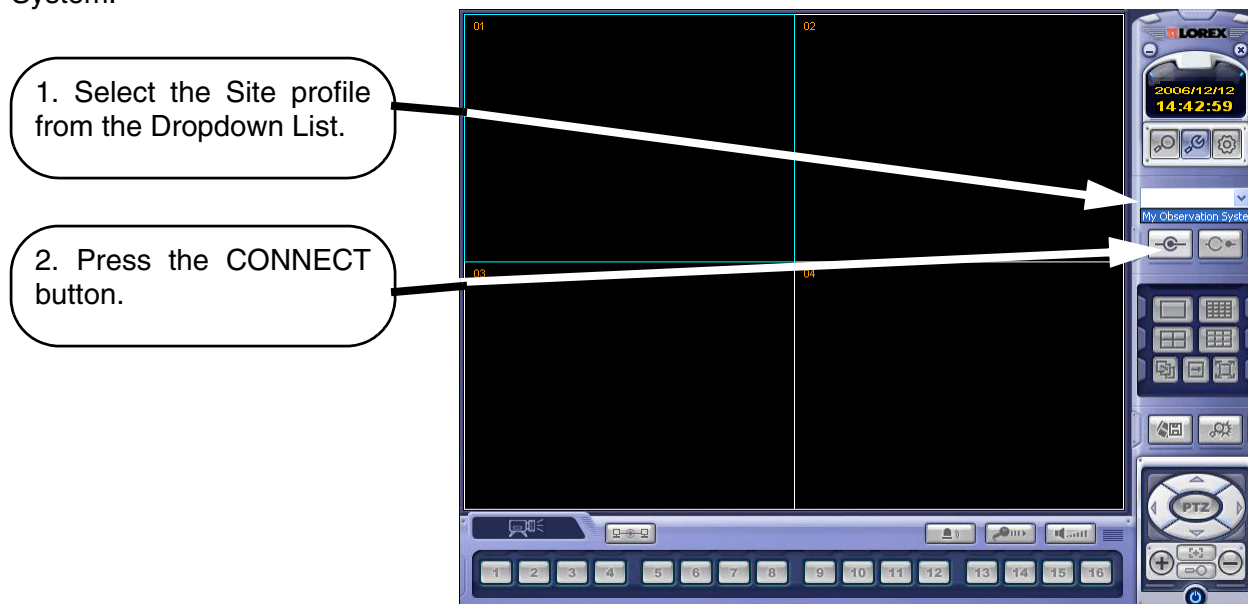 System.
1. Select the Site profile
from the Dropdown List.
2. Press the CONNECT
button.
01
02
03
04
LOREX
2006/12/12
14:42:59
My Observation Syste
PTZ
1 2 3 4 5 6 7 8 9 10 11 12 13 14 15 16